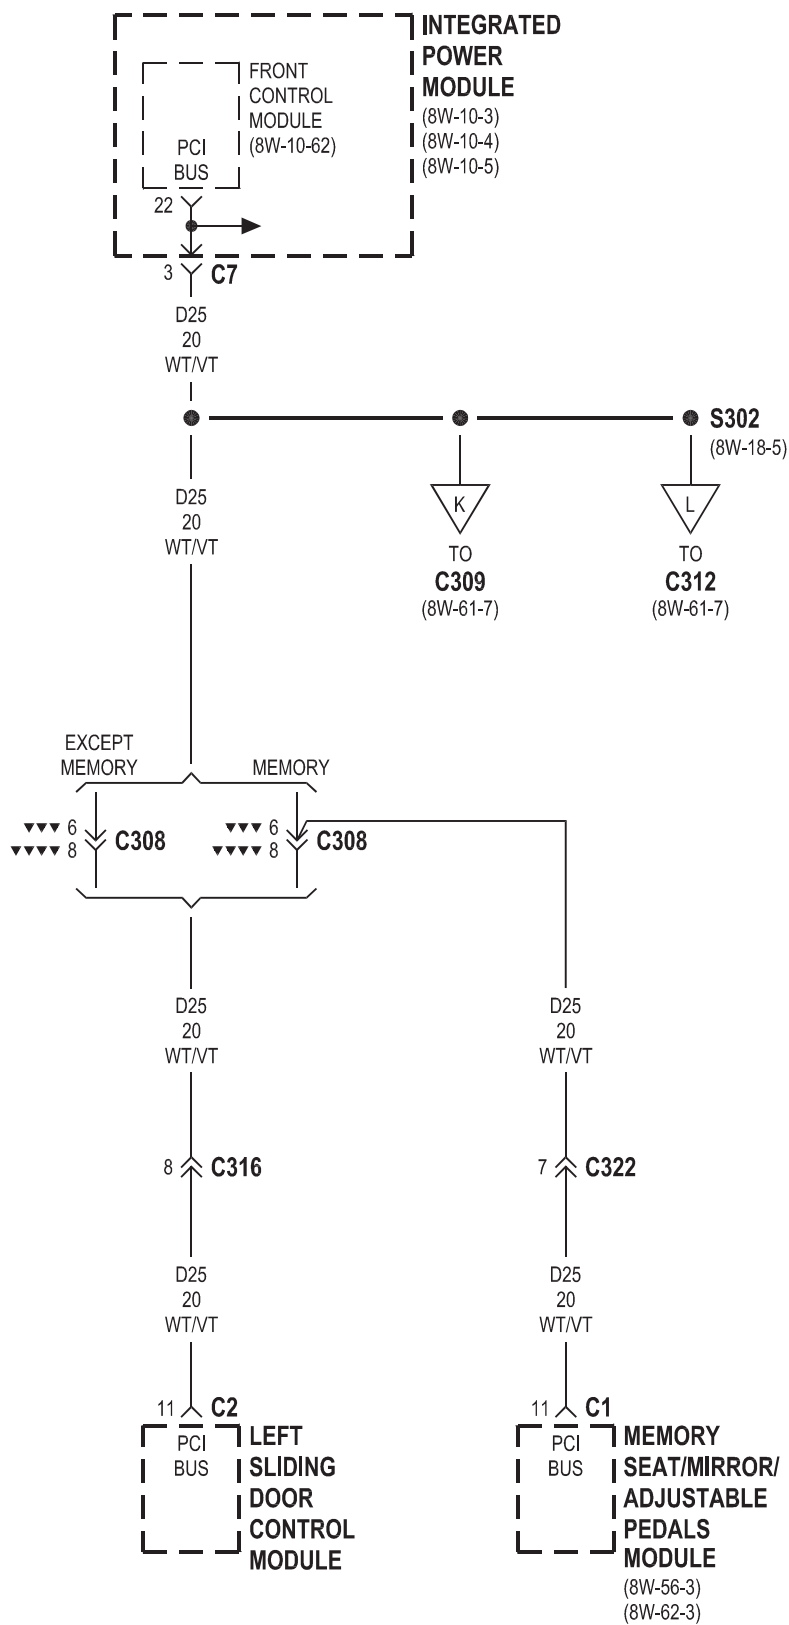 INTEGRATED
POWER
MODULE
(8W-10-3)
(8W-10-4)
(8W-10-5)
FRONT
CONTROL
MODULE
(8W-10-62)
PCI
BUS
22
3 C7
D25
20
WT/VT
S302
(8W-18-5)
D25
20
WT/VT
K
TO
C309
(8W-61-7)
L
TO
C312
(8W-61-7)
EXCEPT
MEMORY
MEMORY
▼▼▼ 6
▼▼▼▼ 8
C308
▼▼▼ 6
▼▼▼▼ 8
C308
D25
20
WT/VT
D25
20
WT/VT
8 C316
7 C322
D25
20
WT/VT
D25
20
WT/VT
11 C2
PCI
BUS
LEFT
SLIDING
DOOR
CONTROL
MODULE
11 C1
PCI
BUS
MEMORY
SEAT/MIRROR/
ADJUSTABLE
PEDALS
MODULE
(8W-56-3)
(8W-62-3)